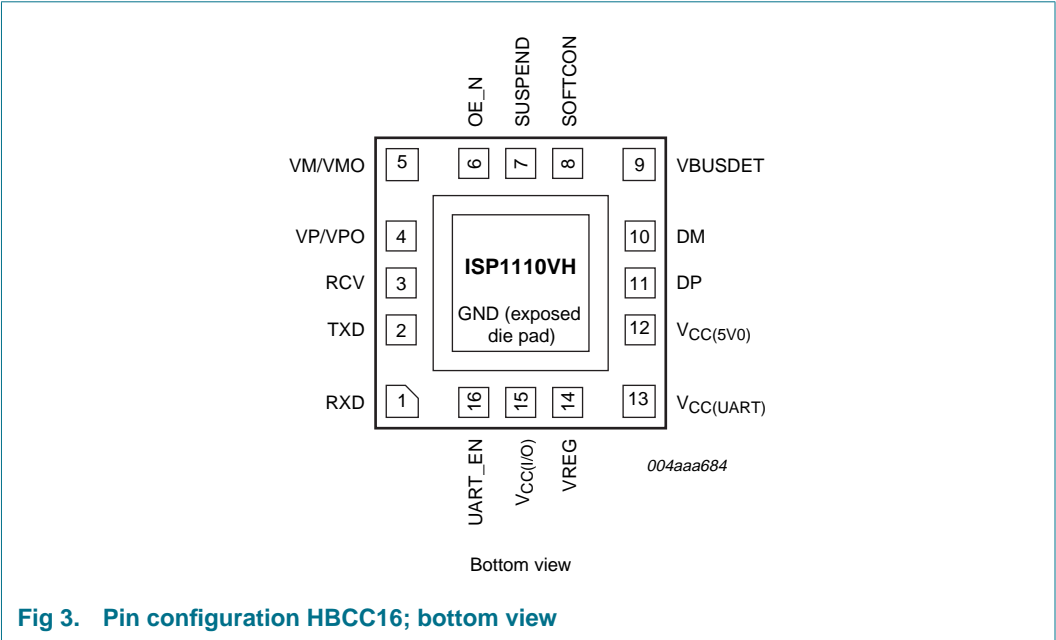 OE_N
SUSPEND
SOFTCON
VM/VMO 5 6 7 8 9 VBUSDET
VP/VPO 4 10 DM
ISP1110VH
RCV 3 11 DP
GND (exposed
die pad)
TXD 2 12 VCC(5V0)
RXD 1 16 15 14 13 VCC(UART)
UART_EN
VCC(I/O)
VREG
004aaa684
Bottom view
Fig 3. Pin configuration HBCC16; bottom view